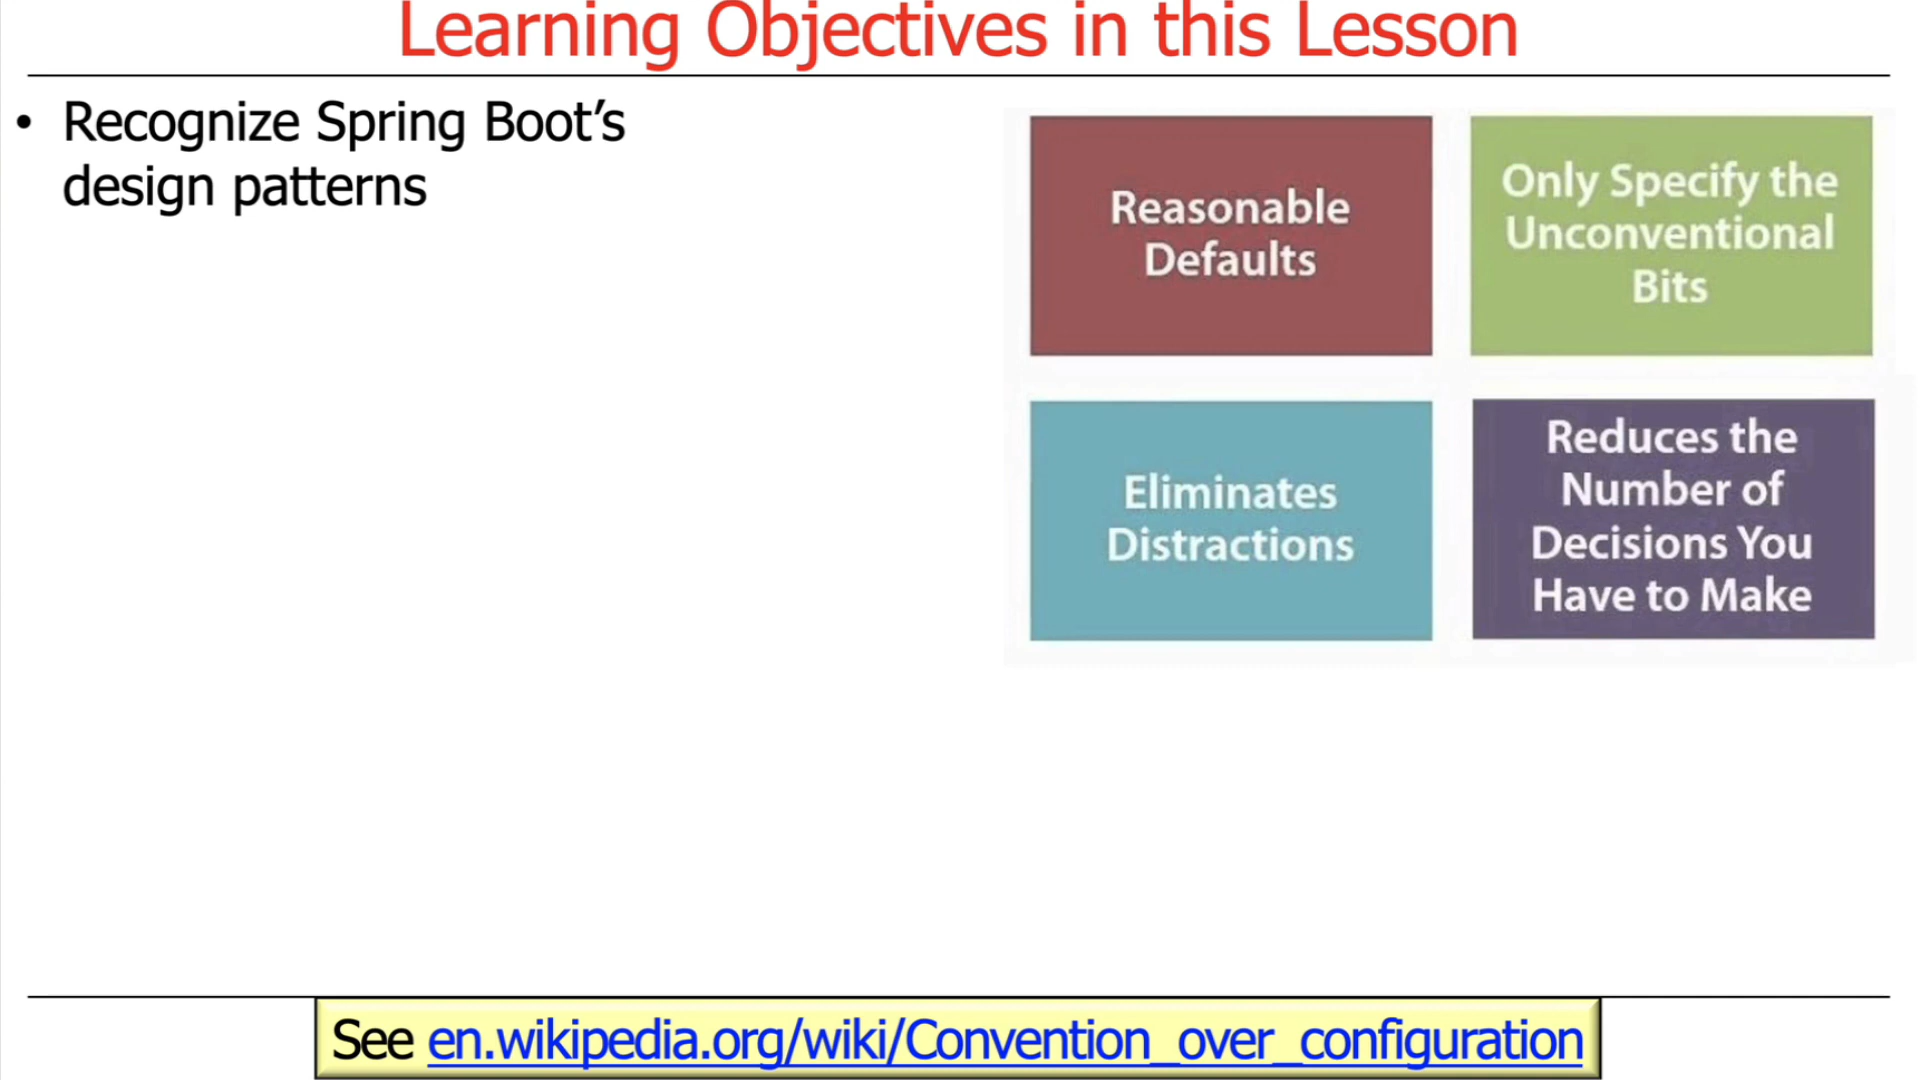 Learning Objectives in this Lesson
• Recognize Spring Boot’s
design patterns
Reasonable
Defaults
Only Specify the
Unconventional
Bits
Eliminates
Distractions
Reduces the
Number of
Decisions You
Have to Make
See en.wikipedia.org/wiki/Convention_over_configuration